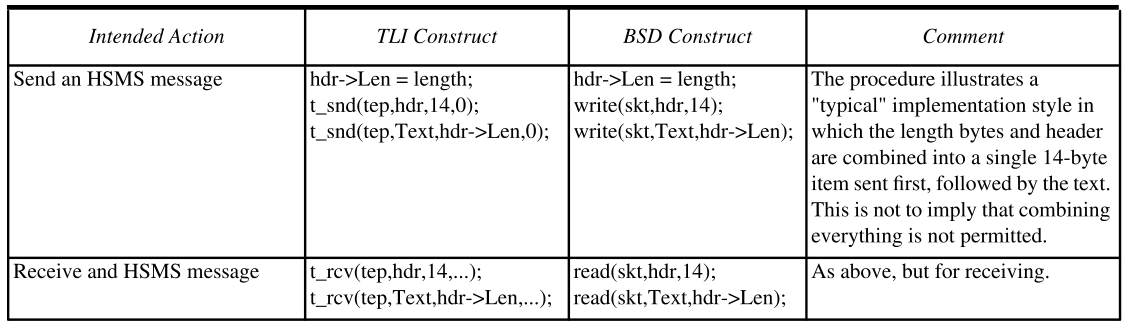 Intended Action
TLI Construct
BSD Construct
Comment
Send an HSMS message
hdr->Len = length;
t_snd(tep,hdr,14,0);
t_snd(tep,Text,hdr->Len,0);
hdr->Len = length;
write(skt,hdr,14);
write(skt,Text,hdr->Len);
The procedure illustrates a
"typical" implementation style in
which the length bytes and header
are combined into a single 14-byte
item sent first, followed by the text.
This is not to imply that combining
everything is not permitted.
Receive and HSMS message
t_rcv(tep,hdr,14,...);
t_rcv(tep,Text,hdr->Len,...);
read(skt,hdr,14);
read(skt,Text,hdr->Len);
As above, but for receiving.